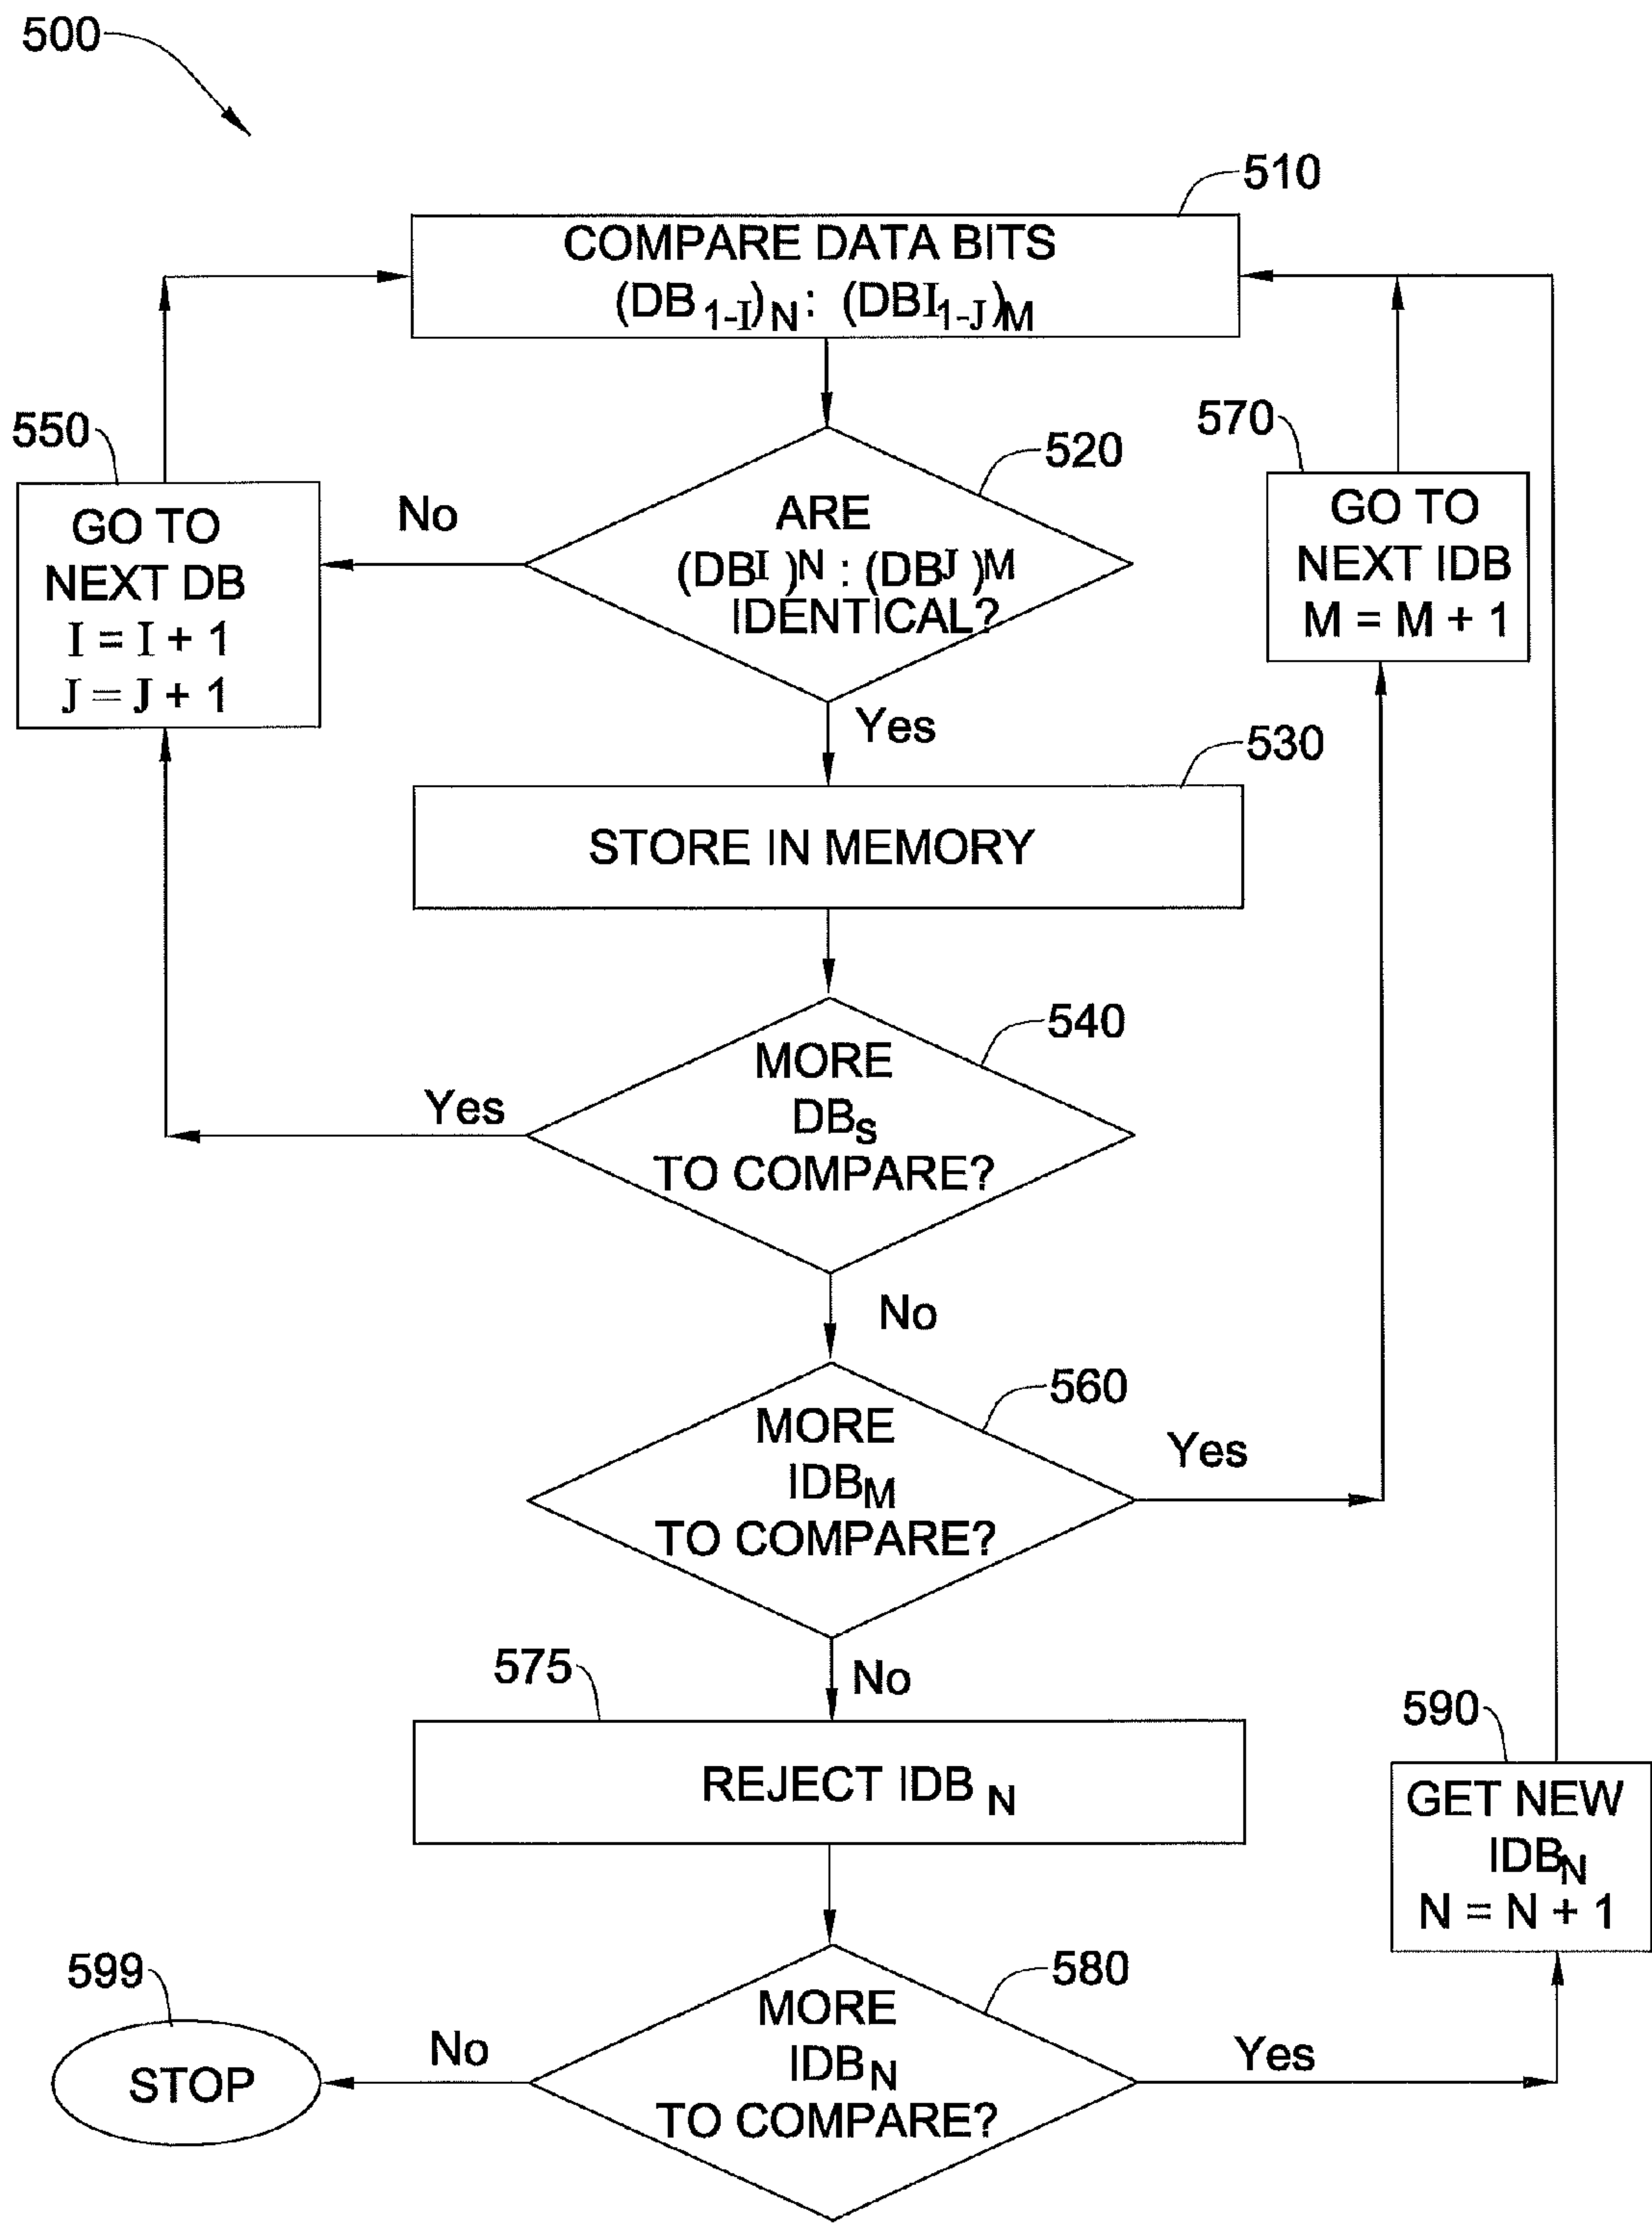 500
510
COMPARE DATA BITS
(DB 1-I)N : (DBI1-J)M
550
GO TO
NEXT DB
I = I + 1
J = J + 1
No
520
ARE
(DBI )N : (DBJ )M
IDENTICAL?
570
GO TO
NEXT IDB
M = M + 1
Yes
530
STORE IN MEMORY
540
MORE
DBS
TO COMPARE?
Yes
No
560
MORE
IDBM
TO COMPARE?
Yes
No
575
REJECT IDB N
590
GET NEW
IDBN
N = N + 1
580
MORE
IDBN
TO COMPARE?
Yes
No
599
STOP